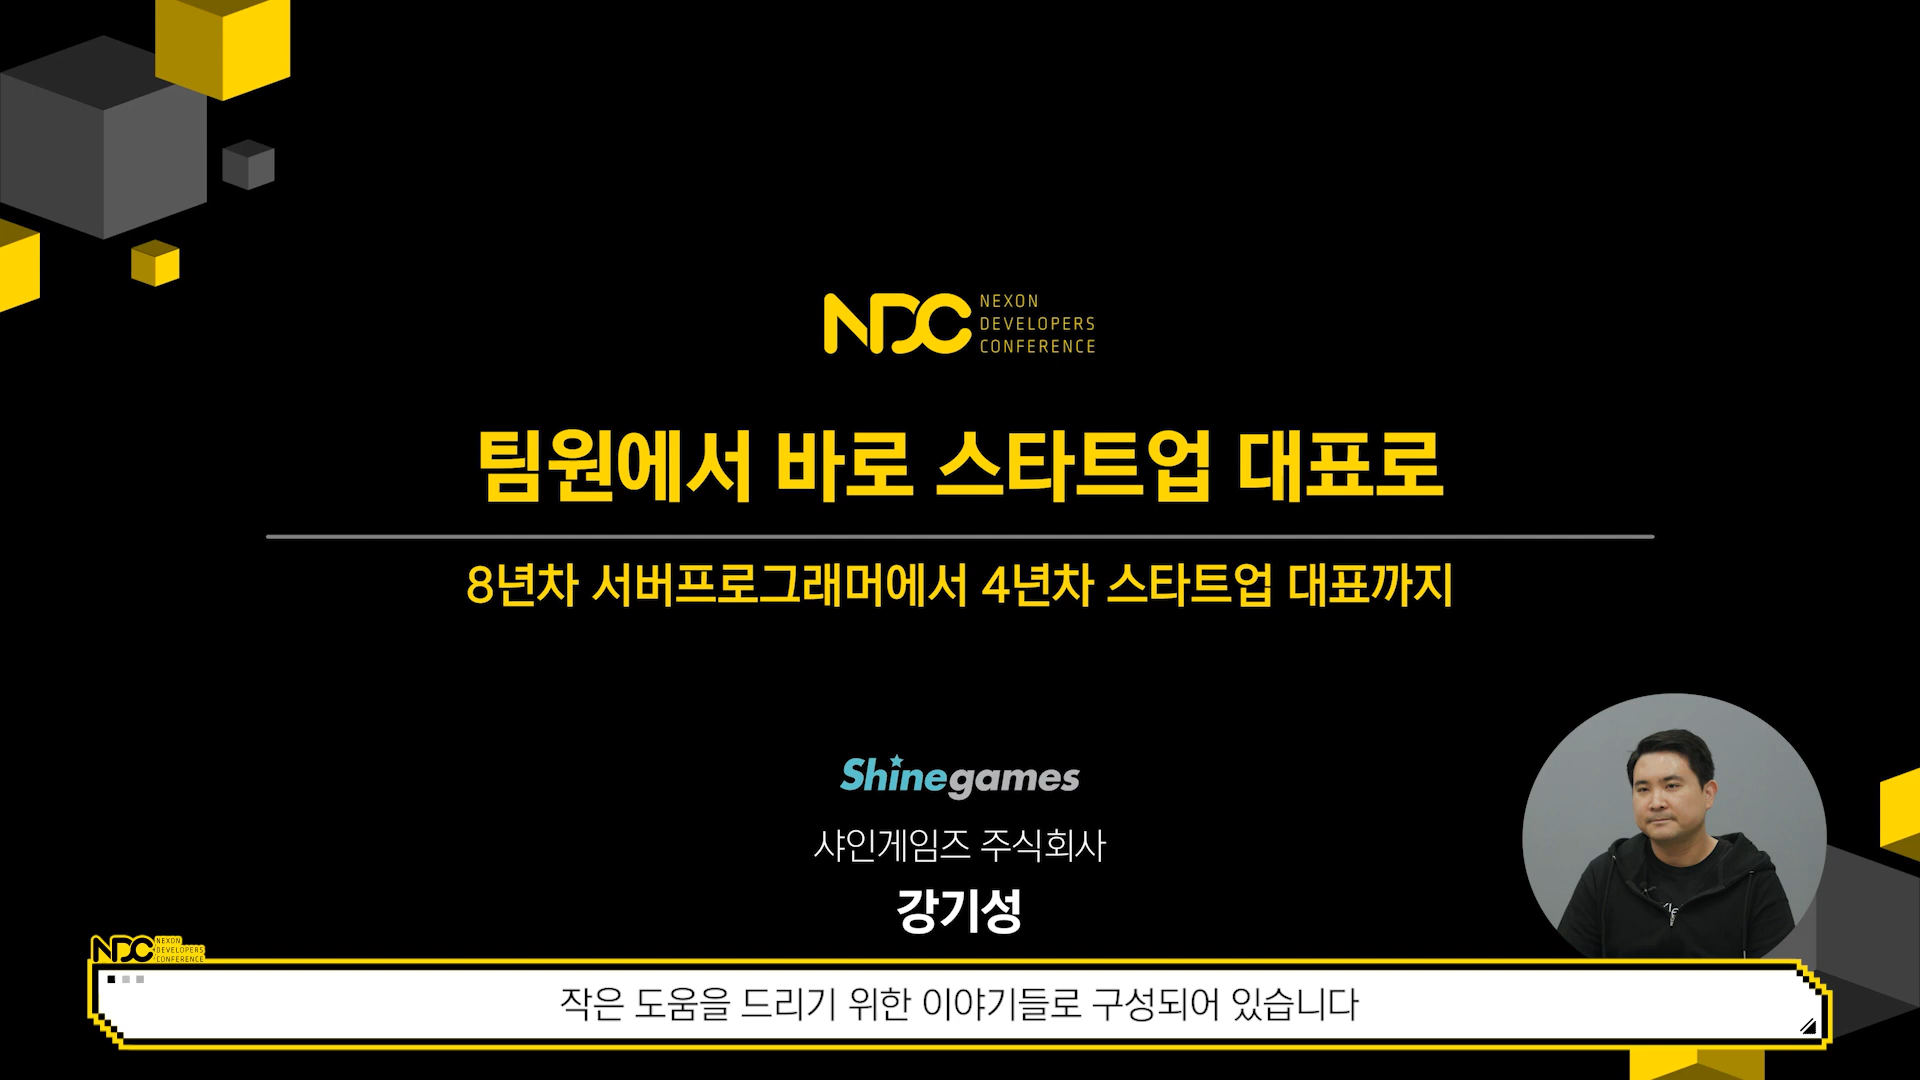 NDC NEXON
DEVELOPERS
CONFERENCE
팀원에서 바로 스타트업 대표로
8년차 서버프로그래머에서 4년차 스타트업 대표까지
Shinegames
샤인게임즈 주식회사
강기성
NDC NEXON
DEVELOPERS
CONFERENCE
작은 도움을 드리기 위한 이야기들로 구성되어 있습니다